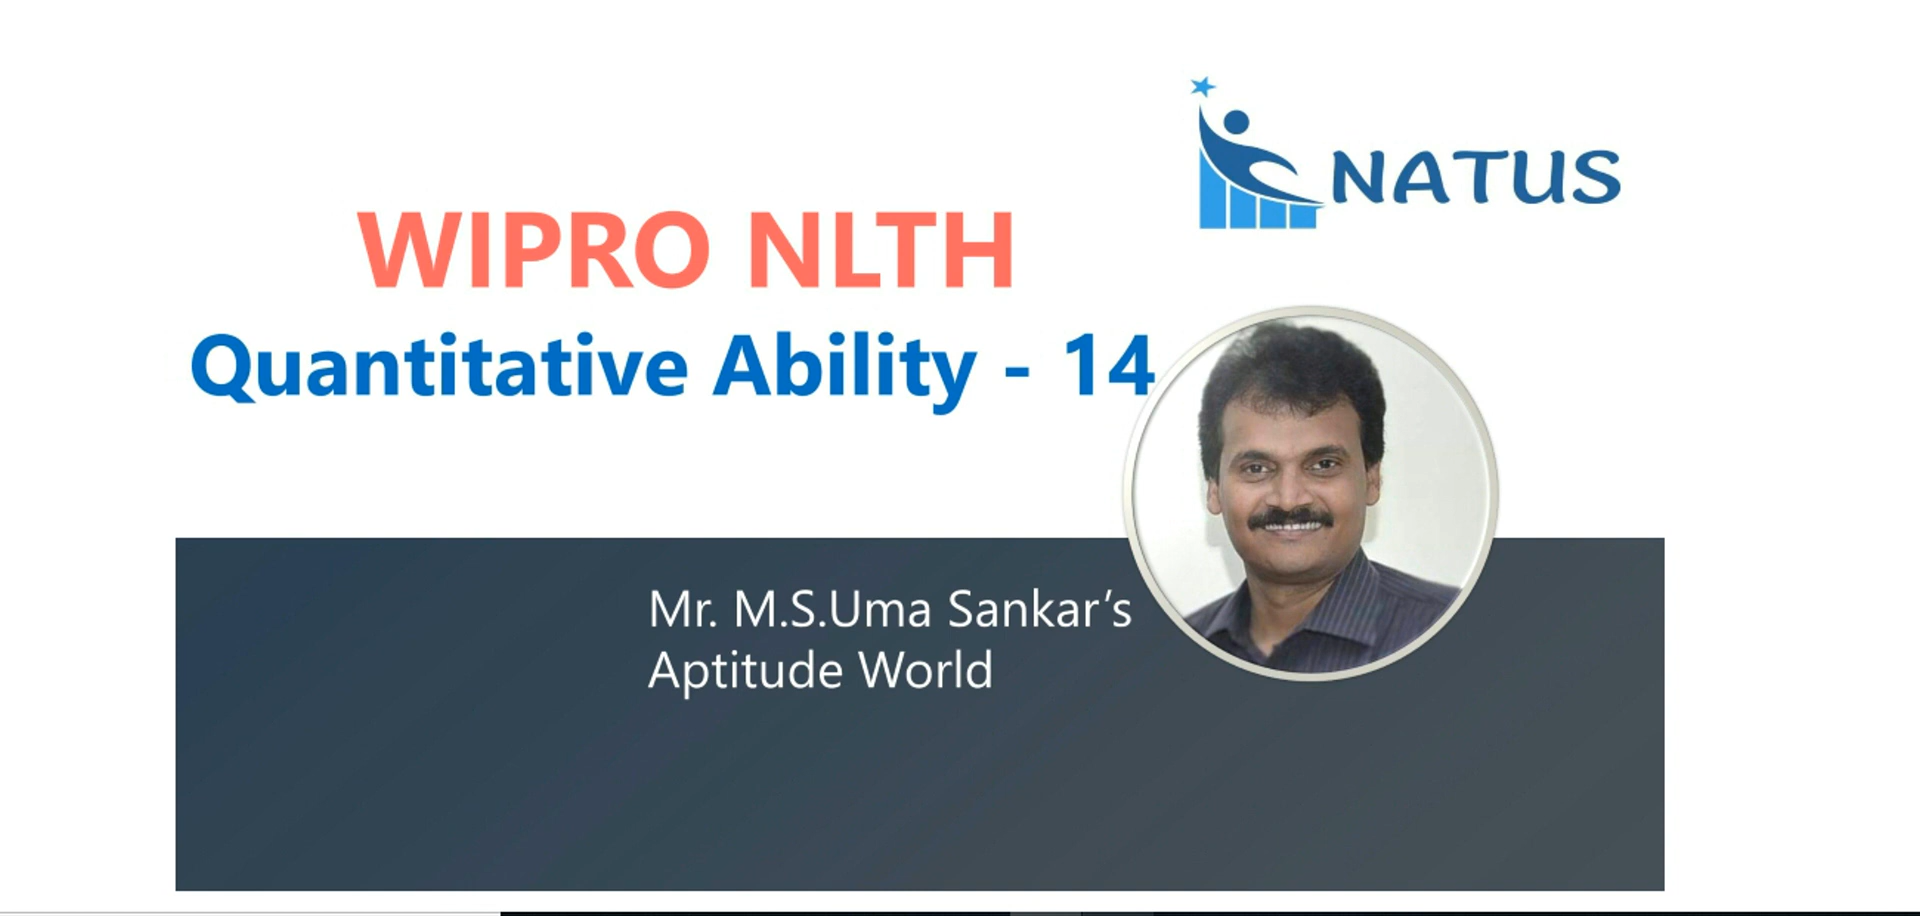 NATUS
WIPRO NLTH
Quantitative Ability - 14
Mr. M.S.Uma Sankar’s
Aptitude World